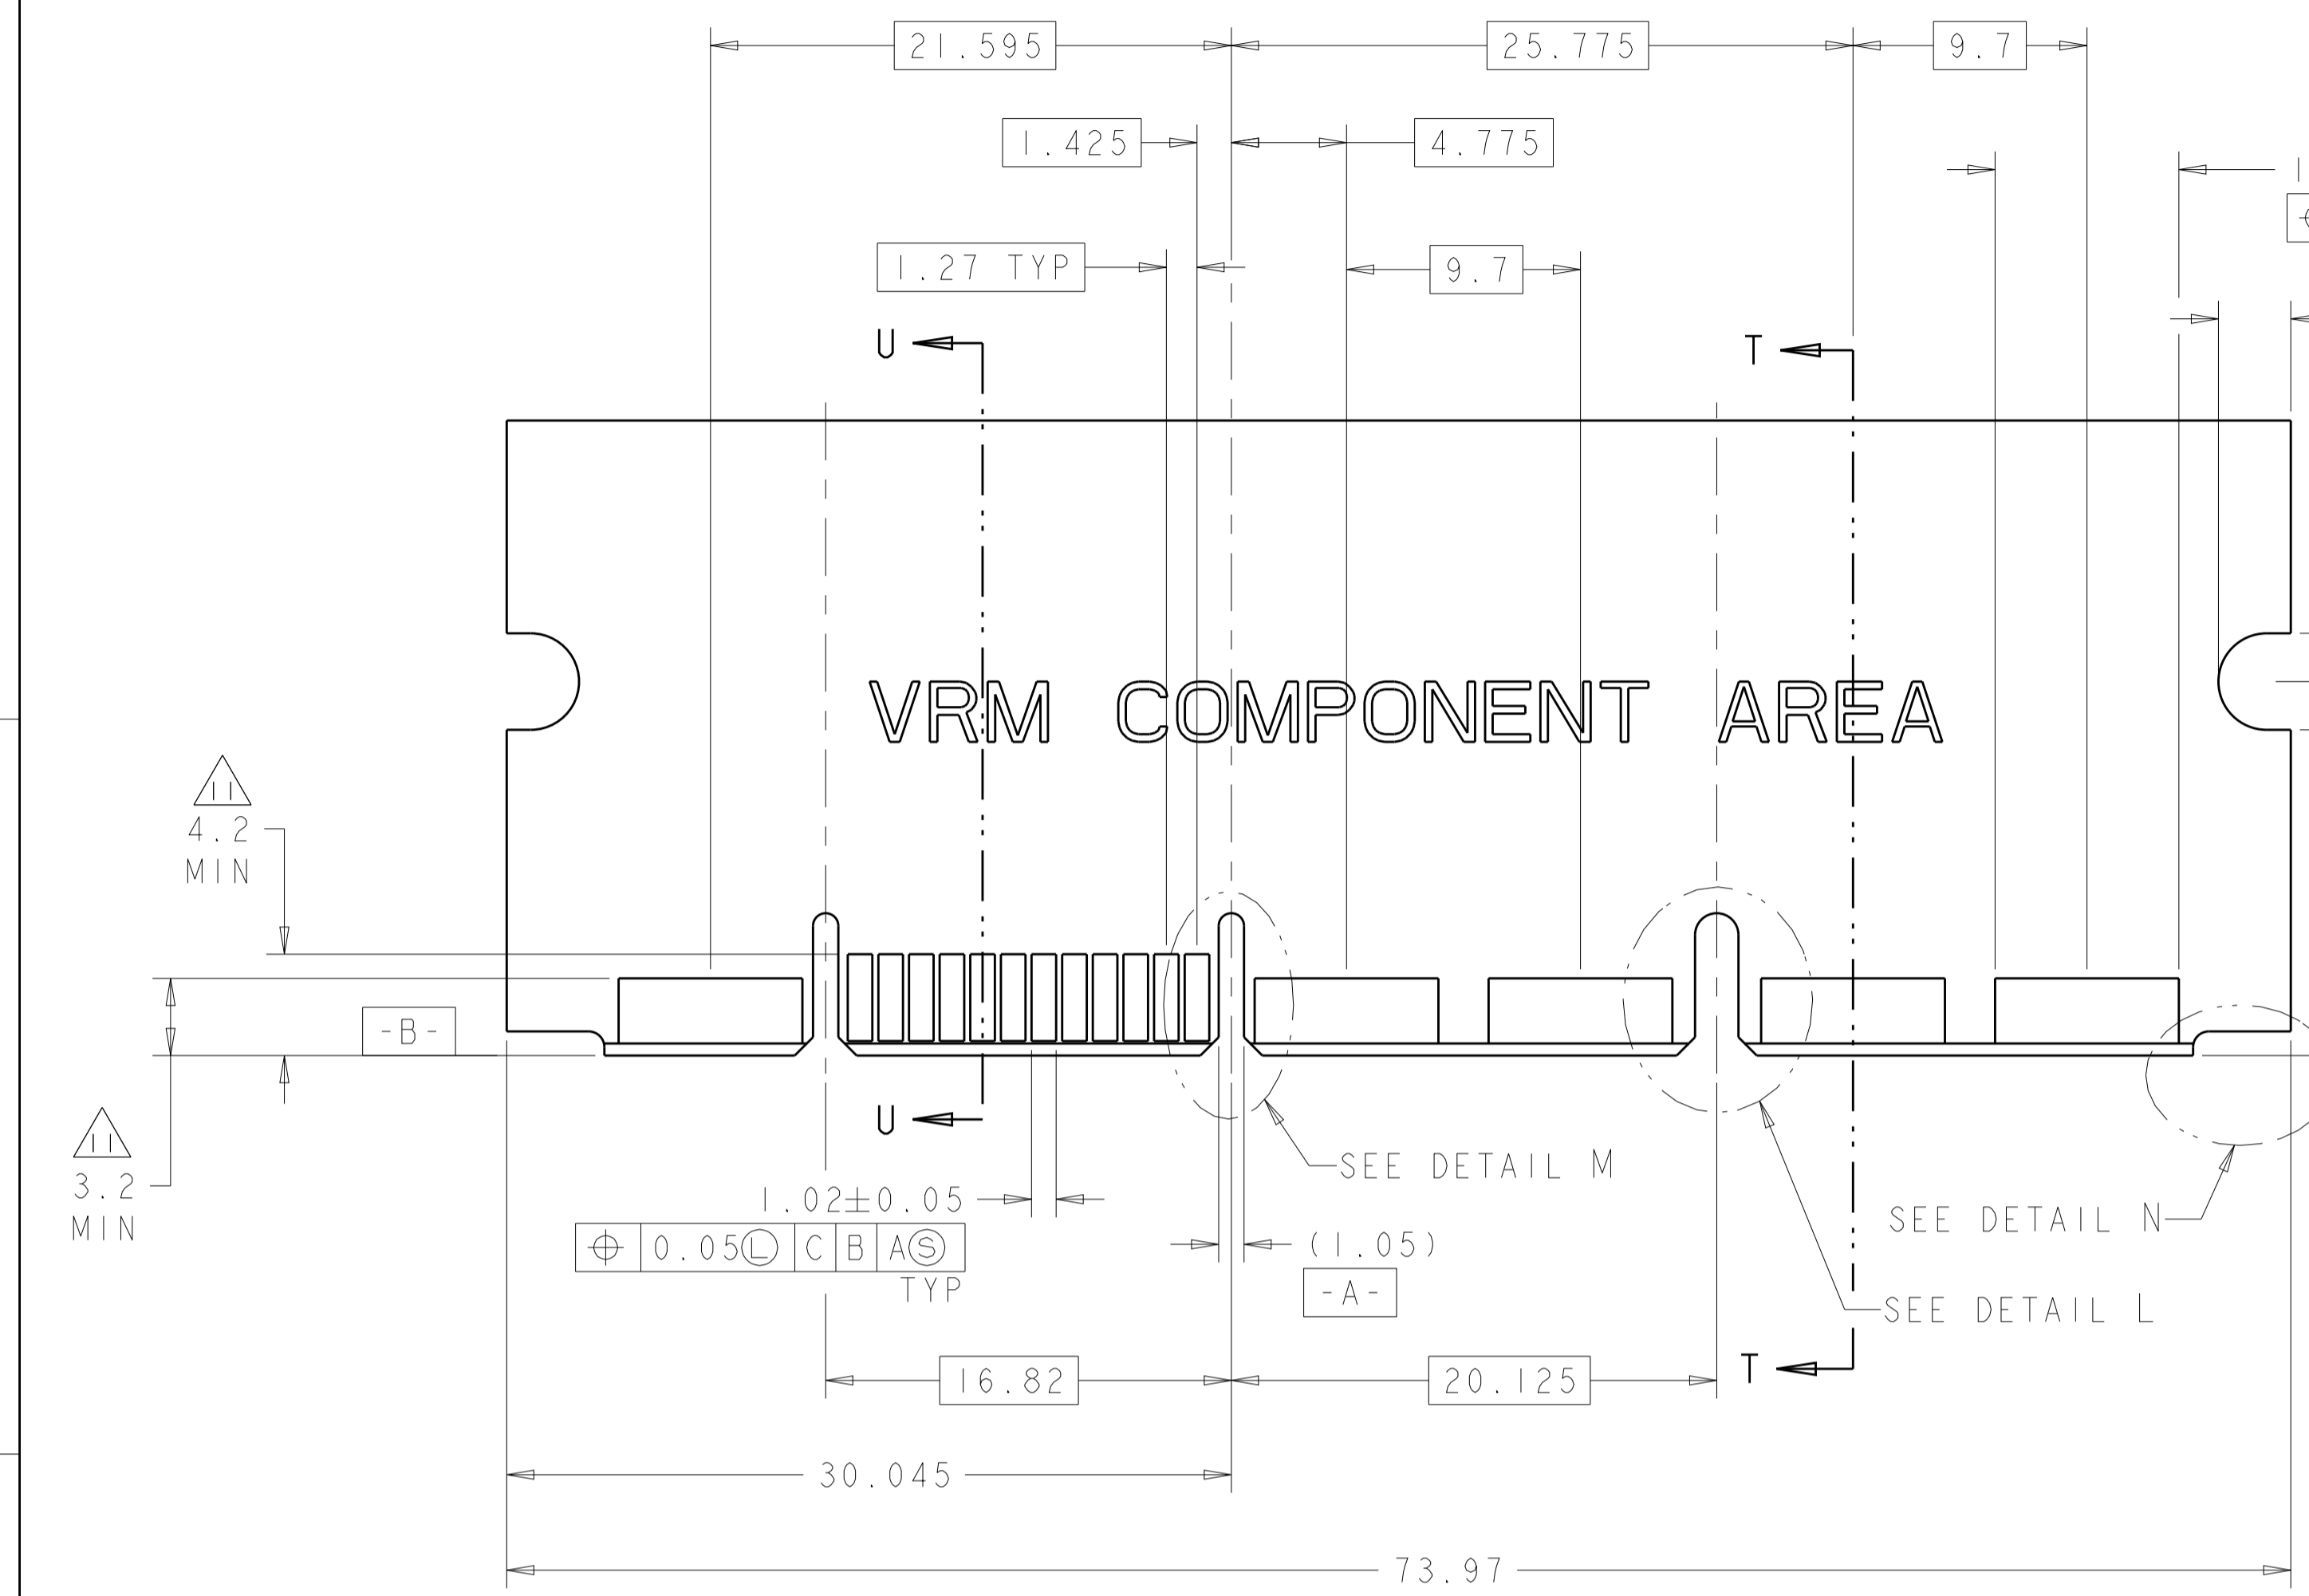 21.595
25.775
9.7
1.425
4.775
1.27 TYP
9.7
U
T
VRM COMPONENT AREA
11
4.2
MIN
-B-
11
3.2
MIN
U
SEE DETAIL M
1.02±0.05
⌖ 0.05Ⓛ C B AⓈ
TYP
(1.05)
-A-
SEE DETAIL N
SEE DETAIL L
T
16.82
20.125
30.045
73.97